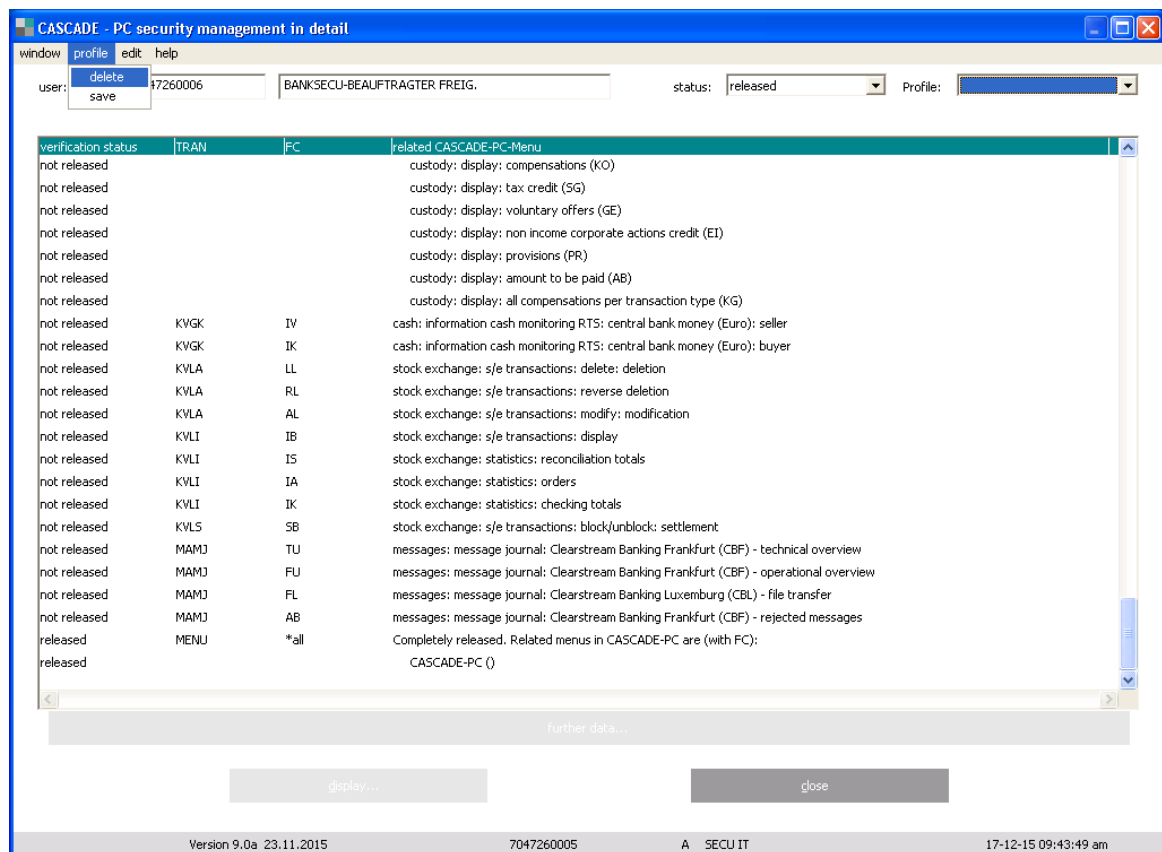 CASCADE - PC security management in detail
window profile edit help
delete
save
user: 47260006 BANKSECU-BEAUFTRAGTER FREIG. status: released Profile:
verification status TRAN FC related CASCADE-PC-Menu
not released custody: display: compensations (KO)
not released custody: display: tax credit (SG)
not released custody: display: voluntary offers (GE)
not released custody: display: non income corporate actions credit (EI)
not released custody: display: provisions (PR)
not released custody: display: amount to be paid (AB)
not released custody: display: all compensations per transaction type (KG)
not released KVGK IV cash: information cash monitoring RTS: central bank money (Euro): seller
not released KVGK IK cash: information cash monitoring RTS: central bank money (Euro): buyer
not released KVLA LL stock exchange: s/e transactions: delete: deletion
not released KVLA RL stock exchange: s/e transactions: reverse deletion
not released KVLA AL stock exchange: s/e transactions: modify: modification
not released KVLI IB stock exchange: s/e transactions: display
not released KVLI IS stock exchange: statistics: reconciliation totals
not released KVLI IA stock exchange: statistics: orders
not released KVLI IK stock exchange: statistics: checking totals
not released KVLS SB stock exchange: s/e transactions: block/unblock: settlement
not released MAMJ TU messages: message journal: Clearstream Banking Frankfurt (CBF) - technical overview
not released MAMJ FU messages: message journal: Clearstream Banking Frankfurt (CBF) - operational overview
not released MAMJ FL messages: message journal: Clearstream Banking Luxemburg (CBL) - file transfer
not released MAMJ AB messages: message journal: Clearstream Banking Frankfurt (CBF) - rejected messages
released MENU *all Completely released. Related menus in CASCADE-PC are (with FC):
released CASCADE-PC ()
further data...
display... close
Version 9.0a 23.11.2015 7047260005 A SECU IT 17-12-15 09:43:49 am